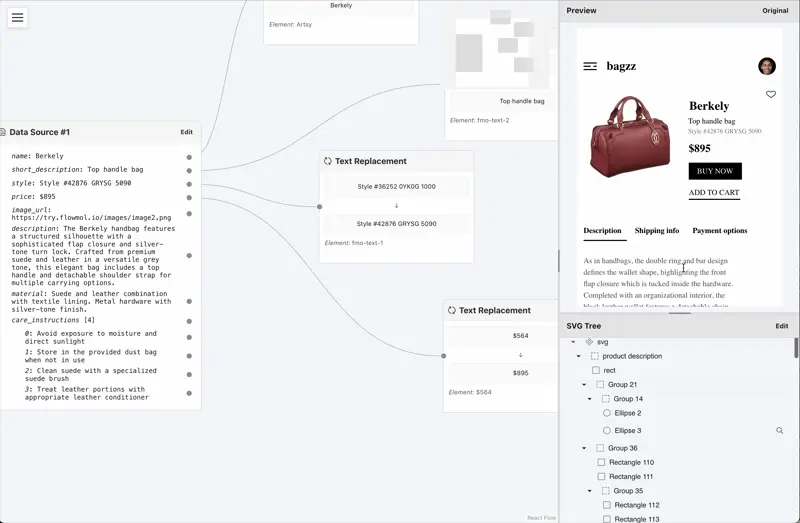 Berkely
Element: Artsy
Top handle bag
Element: fmo-text-2
Data Source #1
Edit
name: Berkely
short_description: Top handle bag
style: Style #42876 GRYSG 5090
price: $895
image_url:
https://try.flowmol.io/images/image2.png
description: The Berkely handbag features
a structured silhouette with a
sophisticated flap closure and silver-
tone turn lock. Crafted from premium
suede and leather in a versatile grey
tone, this elegant bag includes a top
handle and detachable shoulder strap for
multiple carrying options.
material: Suede and leather combination
with textile lining. Metal hardware with
silver-tone finish.
care_instructions [4]
0: Avoid exposure to moisture and
direct sunlight
1: Store in the provided dust bag
when not in use
2: Clean suede with a specialized
suede brush
3: Treat leather portions with
appropriate leather conditioner
Text Replacement
Style #36252 0YK0G 1000
↓
Style #42876 GRYSG 5090
Element: fmo-text-1
Text Replacement
$564
↓
$895
Element: $564
React Flow
Preview
Original
bagzz
Berkely
Top handle bag
Style #42876 GRYSG 5090
$895
BUY NOW
ADD TO CART
Description
Shipping info
Payment options
As in handbags, the double ring and bar design
defines the wallet shape, highlighting the front
flap closure which is tucked inside the hardware.
Completed with an organizational interior, the
black wallet features a detachable chain
SVG Tree
Edit
svg
product description
rect
Group 21
Group 14
Ellipse 2
Ellipse 3
Group 36
Rectangle 110
Rectangle 111
Group 35
Rectangle 112
Rectangle 113